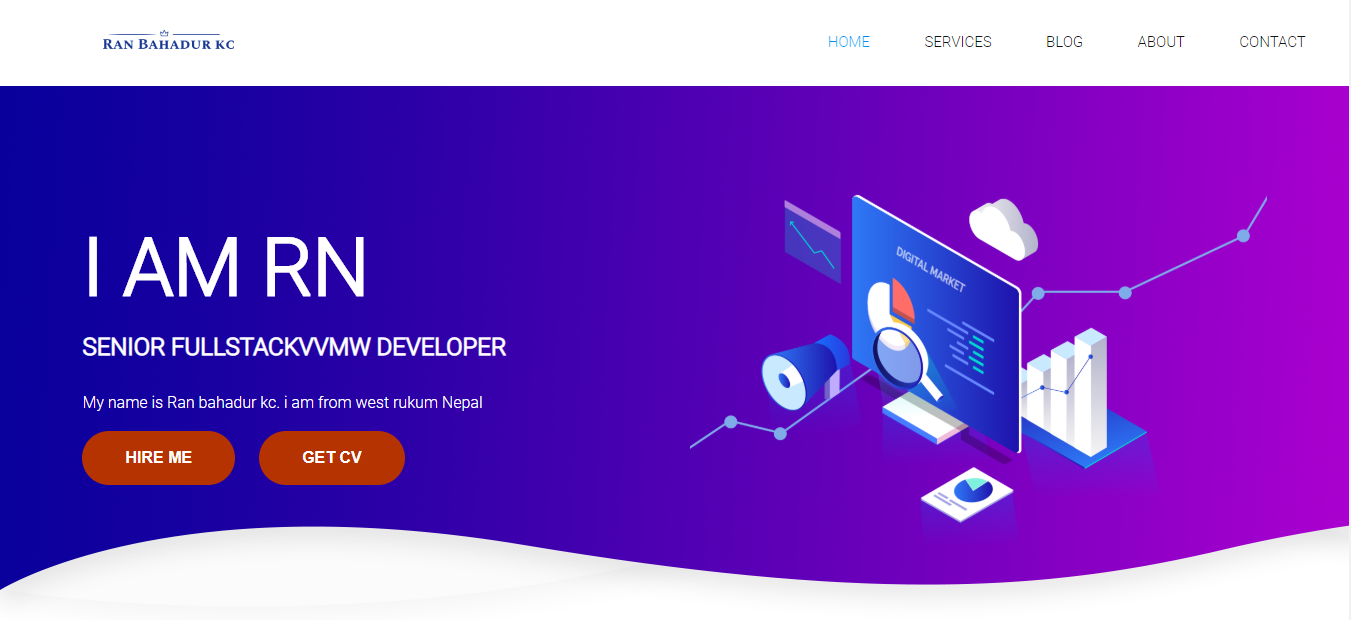 RAN BAHADUR KC
HOME SERVICES BLOG ABOUT CONTACT
I AM RN
SENIOR FULLSTACKVVMW DEVELOPER
My name is Ran bahadur kc. i am from west rukum Nepal
HIRE ME GET CV
DIGITAL MARKET